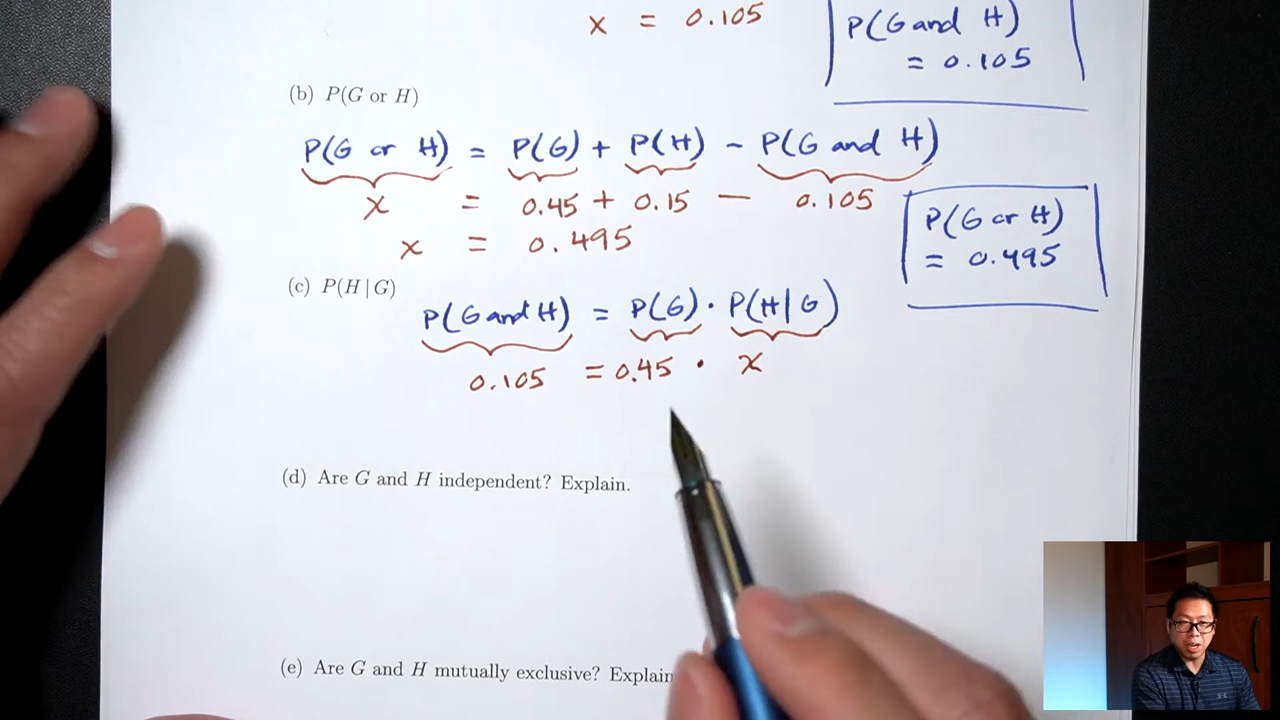 x = 0.105
P(G and H)
= 0.105
(b) P(G or H)
P(G or H) = P(G) + P(H) - P(G and H)
x = 0.45 + 0.15 - 0.105
x = 0.495
P(G or H)
= 0.495
(c) P(H | G)
P(G and H) = P(G) · P(H | G)
0.105 = 0.45 · x
(d) Are G and H independent? Explain.
(e) Are G and H mutually exclusive? Explain